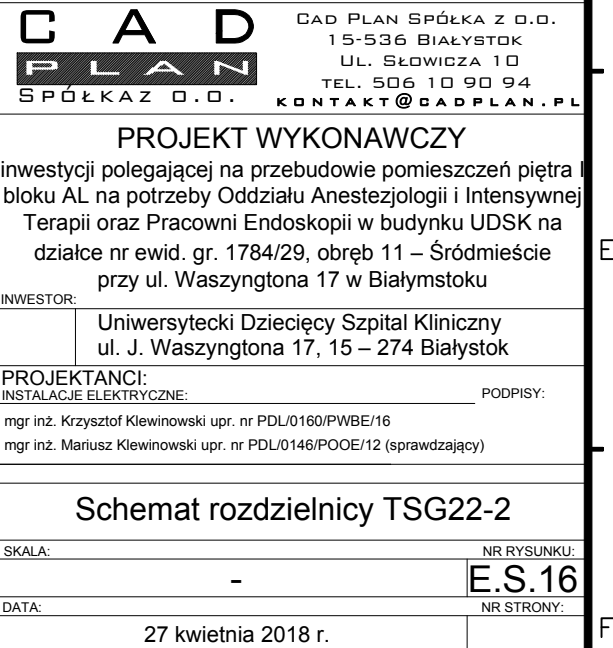 CAD
PLAN
SPÓŁKAZ O.O.
CAD PLAN SPÓŁKA Z O.O.
15-536 BIAŁYSTOK
UL. SŁOWICZA 10
TEL. 506 10 90 94
KONTAKT@CADPLAN.PL
PROJEKT WYKONAWCZY
inwestycji polegającej na przebudowie pomieszczeń piętra I
bloku AL na potrzeby Oddziału Anestezjologii i Intensywnej
Terapii oraz Pracowni Endoskopii w budynku UDSK na
działce nr ewid. gr. 1784/29, obręb 11 – Śródmieście
przy ul. Waszyngtona 17 w Białymstoku
E
INWESTOR:
Uniwersytecki Dziecięcy Szpital Kliniczny
ul. J. Waszyngtona 17, 15 – 274 Białystok
PROJEKTANCI:
INSTALACJE ELEKTRYCZNE: PODPISY:
mgr inż. Krzysztof Klewinowski upr. nr PDL/0160/PWBE/16
mgr inż. Mariusz Klewinowski upr. nr PDL/0146/POOE/12 (sprawdzający)
Schemat rozdzielnicy TSG22-2
SKALA: NR RYSUNKU:
- E.S.16
DATA: NR STRONY:
27 kwietnia 2018 r.
F